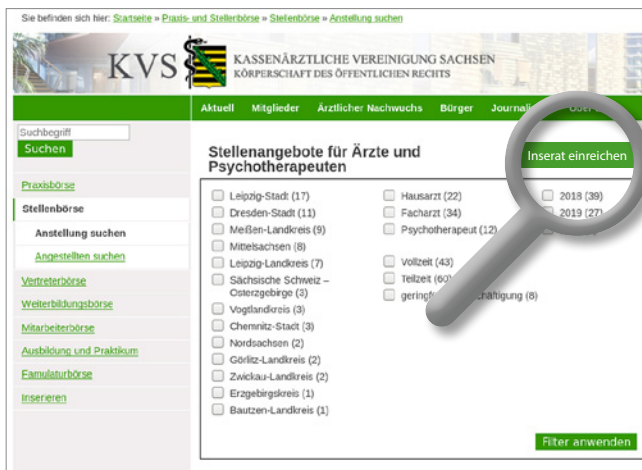 Sie befinden sich hier: Startseite » Praxis- und Stellenbörse » Stellenbörse » Anstellung suchen
KVS
KASSENÄRZTLICHE VEREINIGUNG SACHSEN
KÖRPERSCHAFT DES ÖFFENTLICHEN RECHTS
Aktuell Mitglieder Ärztlicher Nachwuchs Bürger
Suchbegriff
Suchen
Praxisbörse
Stellenbörse
Anstellung suchen
Angestellten suchen
Vertreterbörse
Weiterbildungsbörse
Mitarbeiterbörse
Ausbildung und Praktikum
Famulaturbörse
Inserieren
Stellenangebote für Ärzte und
Psychotherapeuten
Inserat einreichen
Leipzig-Stadt (17)
Dresden-Stadt (11)
Meißen-Landkreis (9)
Mittelsachsen (8)
Leipzig-Landkreis (7)
Sächsische Schweiz –
Osterzgebirge (3)
Vogtlandkreis (3)
Chemnitz-Stadt (3)
Nordsachsen (2)
Görlitz-Landkreis (2)
Zwickau-Landkreis (2)
Erzgebirgskreis (1)
Bautzen-Landkreis (1)
Hausarzt (22)
Facharzt (34)
Psychotherapeut (12)
Vollzeit (43)
Teilzeit (60)
(8)
2018 (39)
2019 (27)
Filter anwenden